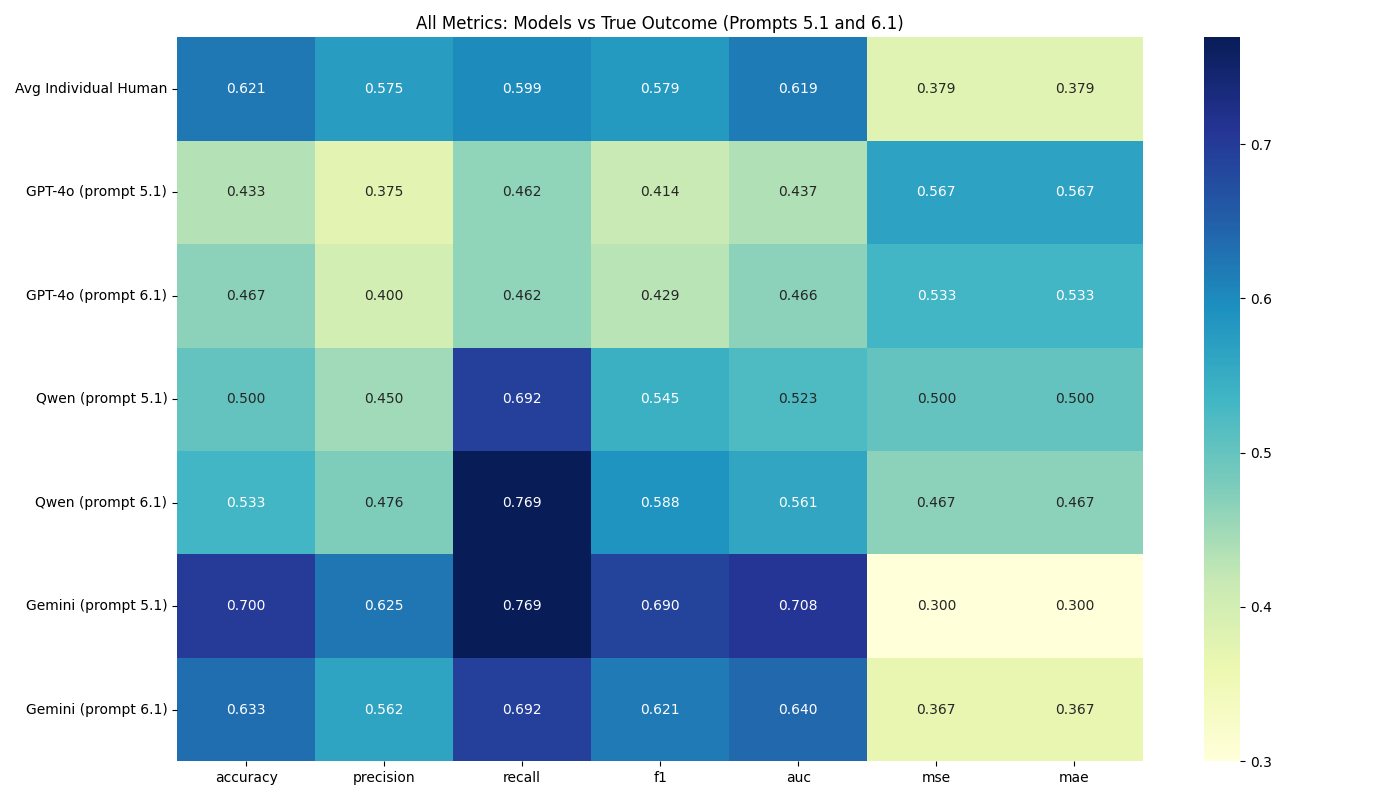 All Metrics: Models vs True Outcome (Prompts 5.1 and 6.1)
Avg Individual Human 0.621 0.575 0.599 0.579 0.619 0.379 0.379
GPT-4o (prompt 5.1) 0.433 0.375 0.462 0.414 0.437 0.567 0.567
GPT-4o (prompt 6.1) 0.467 0.400 0.462 0.429 0.466 0.533 0.533
Qwen (prompt 5.1) 0.500 0.450 0.692 0.545 0.523 0.500 0.500
Qwen (prompt 6.1) 0.533 0.476 0.769 0.588 0.561 0.467 0.467
Gemini (prompt 5.1) 0.700 0.625 0.769 0.690 0.708 0.300 0.300
Gemini (prompt 6.1) 0.633 0.562 0.692 0.621 0.640 0.367 0.367
accuracy precision recall f1 auc mse mae
0.7
0.6
0.5
0.4
0.3